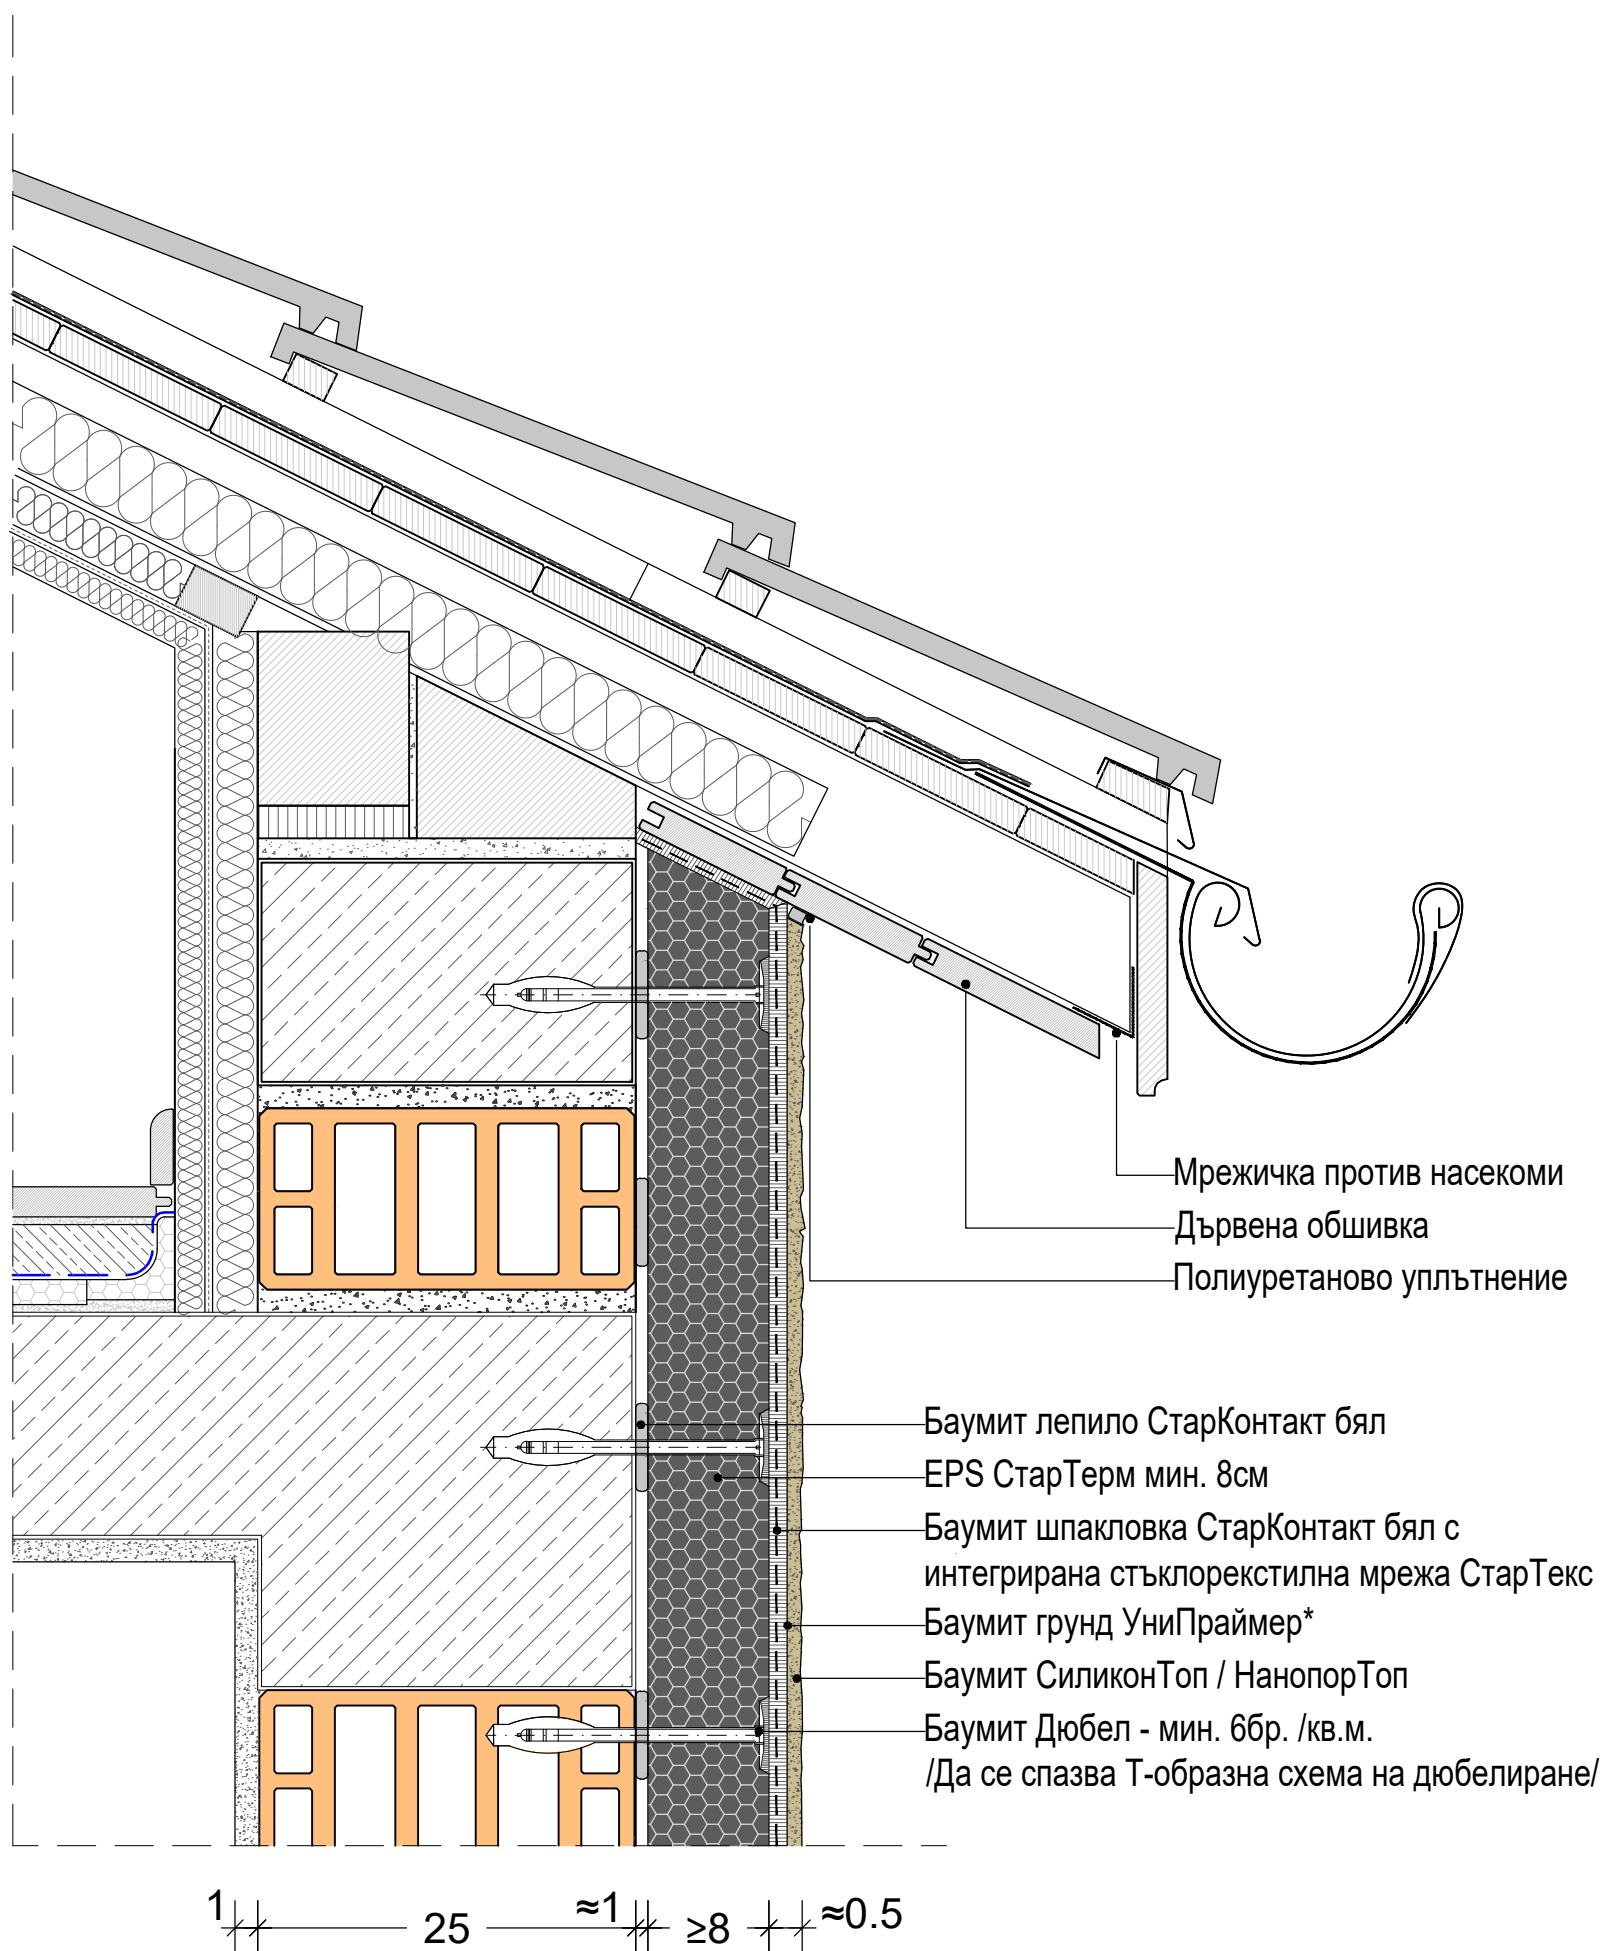 Мрежичка против насекоми
Дървена обшивка
Полиуретаново уплътнение
Баумит лепило СтарКонтакт бял
EPS СтарТерм мин. 8см
Баумит шпакловка СтарКонтакт бял с
интегрирана стъклорекстилна мрежа СтарТекс
Баумит грунд УниПраймер*
Баумит СиликонТоп / НанопорТоп
Баумит Дюбел - мин. 6бр. /кв.м.
/Да се спазва Т-образна схема на дюбелиране/
1 25 ≈1 ≥8 ≈0.5